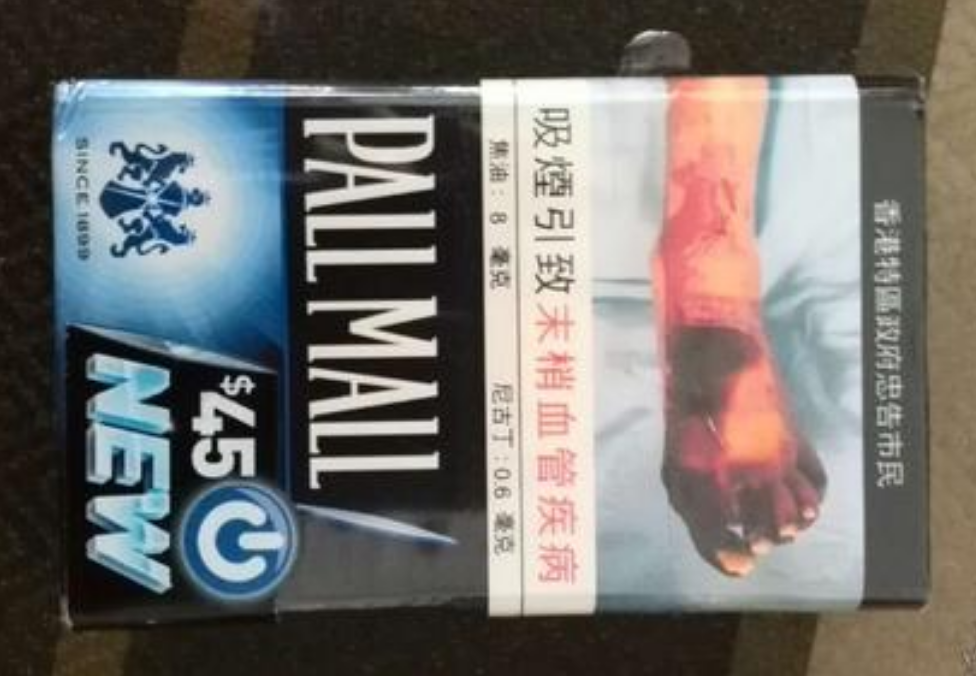 香港特區政府忠告市民
吸煙引致末梢血管疾病
焦油：8 毫克 尼古丁：0.6 毫克
PALL MALL
$45
NEW
SINCE 1899